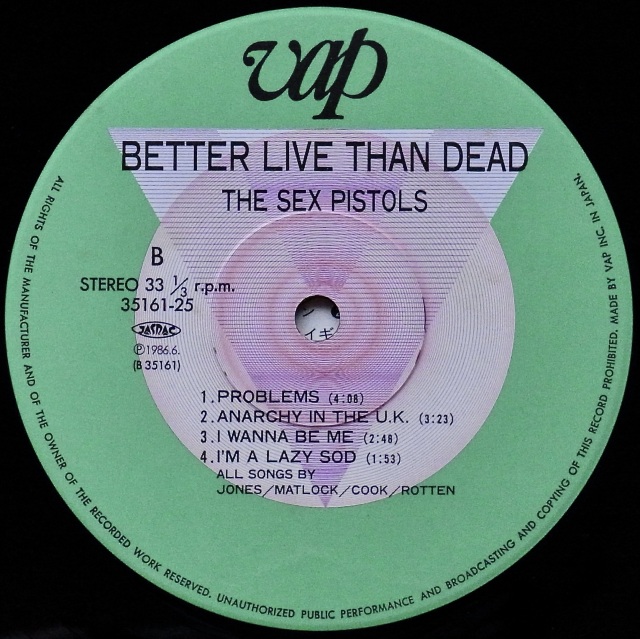 vap
BETTER LIVE THAN DEAD
THE SEX PISTOLS
B
STEREO 33 1/3 r.p.m.
35161-25
JASRAC
Ⓟ1986.6.
(B 35161)
1.PROBLEMS (4:08)
2.ANARCHY IN THE U.K. (3:23)
3.I WANNA BE ME (2:48)
4.I'M A LAZY SOD (1:53)
ALL SONGS BY
JONES/MATLOCK/COOK/ROTTEN
ALL RIGHTS OF THE MANUFACTURER AND OF THE OWNER OF THE RECORDED WORK RESERVED. UNAUTHORIZED PUBLIC PERFORMANCE AND BROADCASTING AND COPYING OF THIS RECORD PROHIBITED. MADE BY VAP INC IN JAPAN.